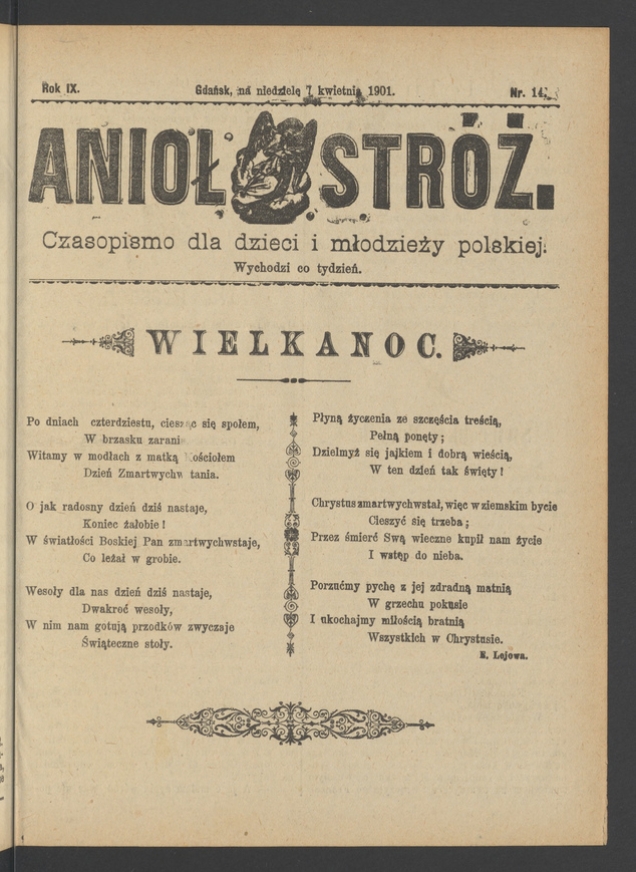 Rok IX.
Gdańsk, na niedzielę 7 kwietnia 1901.
Nr. 14.
ANIOŁ STRÓŻ.
Czasopismo dla dzieci i młodzieży polskiej.
Wychodzi co tydzień.
WIELKANOC.
Po dniach czterdziestu, ciesząc się społem,
W brzasku zarani
Witamy w modłach z matką Kościołem
Dzień Zmartwychw tania.
O jak radosny dzień dziś nastaje,
Koniec żałobie!
W światłości Boskiej Pan zmartwychwstaje,
Co leżał w grobie.
Wesoły dla nas dzień dziś nastaje,
Dwakroć wesoły,
W nim nam gotują przodków zwyczaje
Świąteczne stoły.
Płyną życzenia ze szczęścia treścią,
Pełną ponęty;
Dzielmyż się jajkiem i dobrą wieścią,
W ten dzień tak święty!
Chrystus zmartwychwstał, więc w ziemskim bycie
Cieszyć się trzeba;
Przez śmierć Swą wieczne kupił nam życie
I wstęp do nieba.
Porzućmy pychę z jej zdradną matnią
W grzechu pokusie
I ukochajmy miłością bratnią
Wszystkich w Chrystusie.
E. Lejowa.